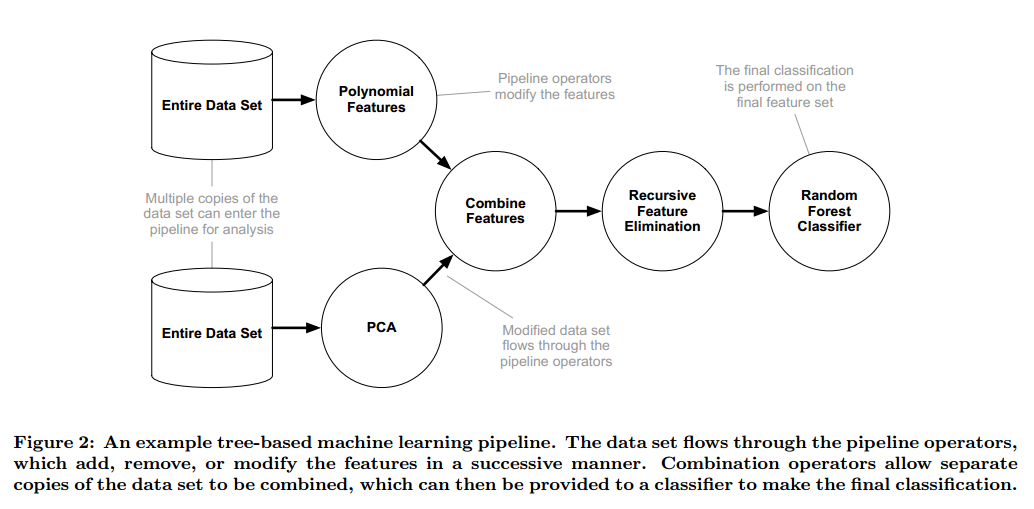 Entire Data Set
Polynomial
Features
Pipeline operators
modify the features
The final classification
is performed on the
final feature set
Multiple copies of the
data set can enter the
pipeline for analysis
Combine
Features
Recursive
Feature
Elimination
Random
Forest
Classifier
Entire Data Set
PCA
Modified data set
flows through the
pipeline operators
Figure 2: An example tree-based machine learning pipeline. The data set flows through the pipeline operators,
which add, remove, or modify the features in a successive manner. Combination operators allow separate
copies of the data set to be combined, which can then be provided to a classifier to make the final classification.